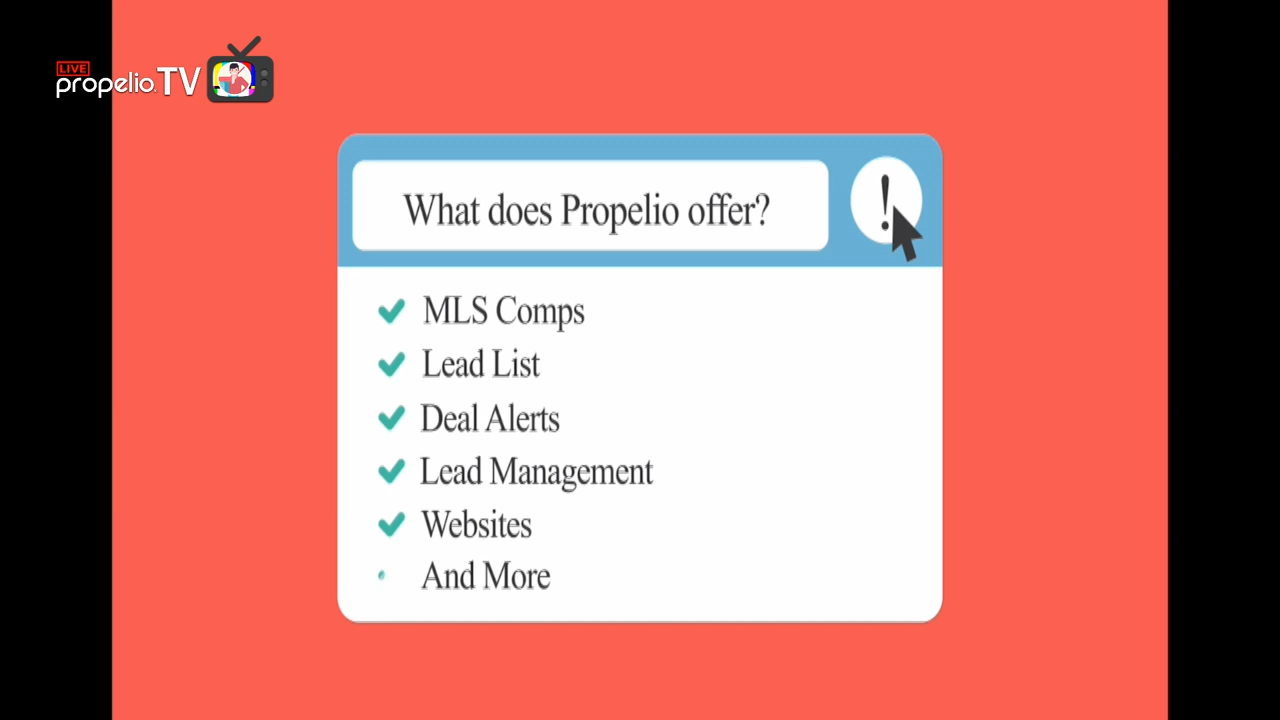 LIVE
propelio.TV
What does Propelio offer?
!
MLS Comps
Lead List
Deal Alerts
Lead Management
Websites
And More